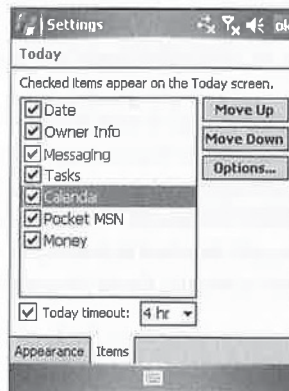 Settings
ok
Today
Checked items appear on the Today screen.
Date
Owner Info
Messaging
Tasks
Calendar
Pocket MSN
Money
Move Up
Move Down
Options...
Today timeout: 4 hr
Appearance Items